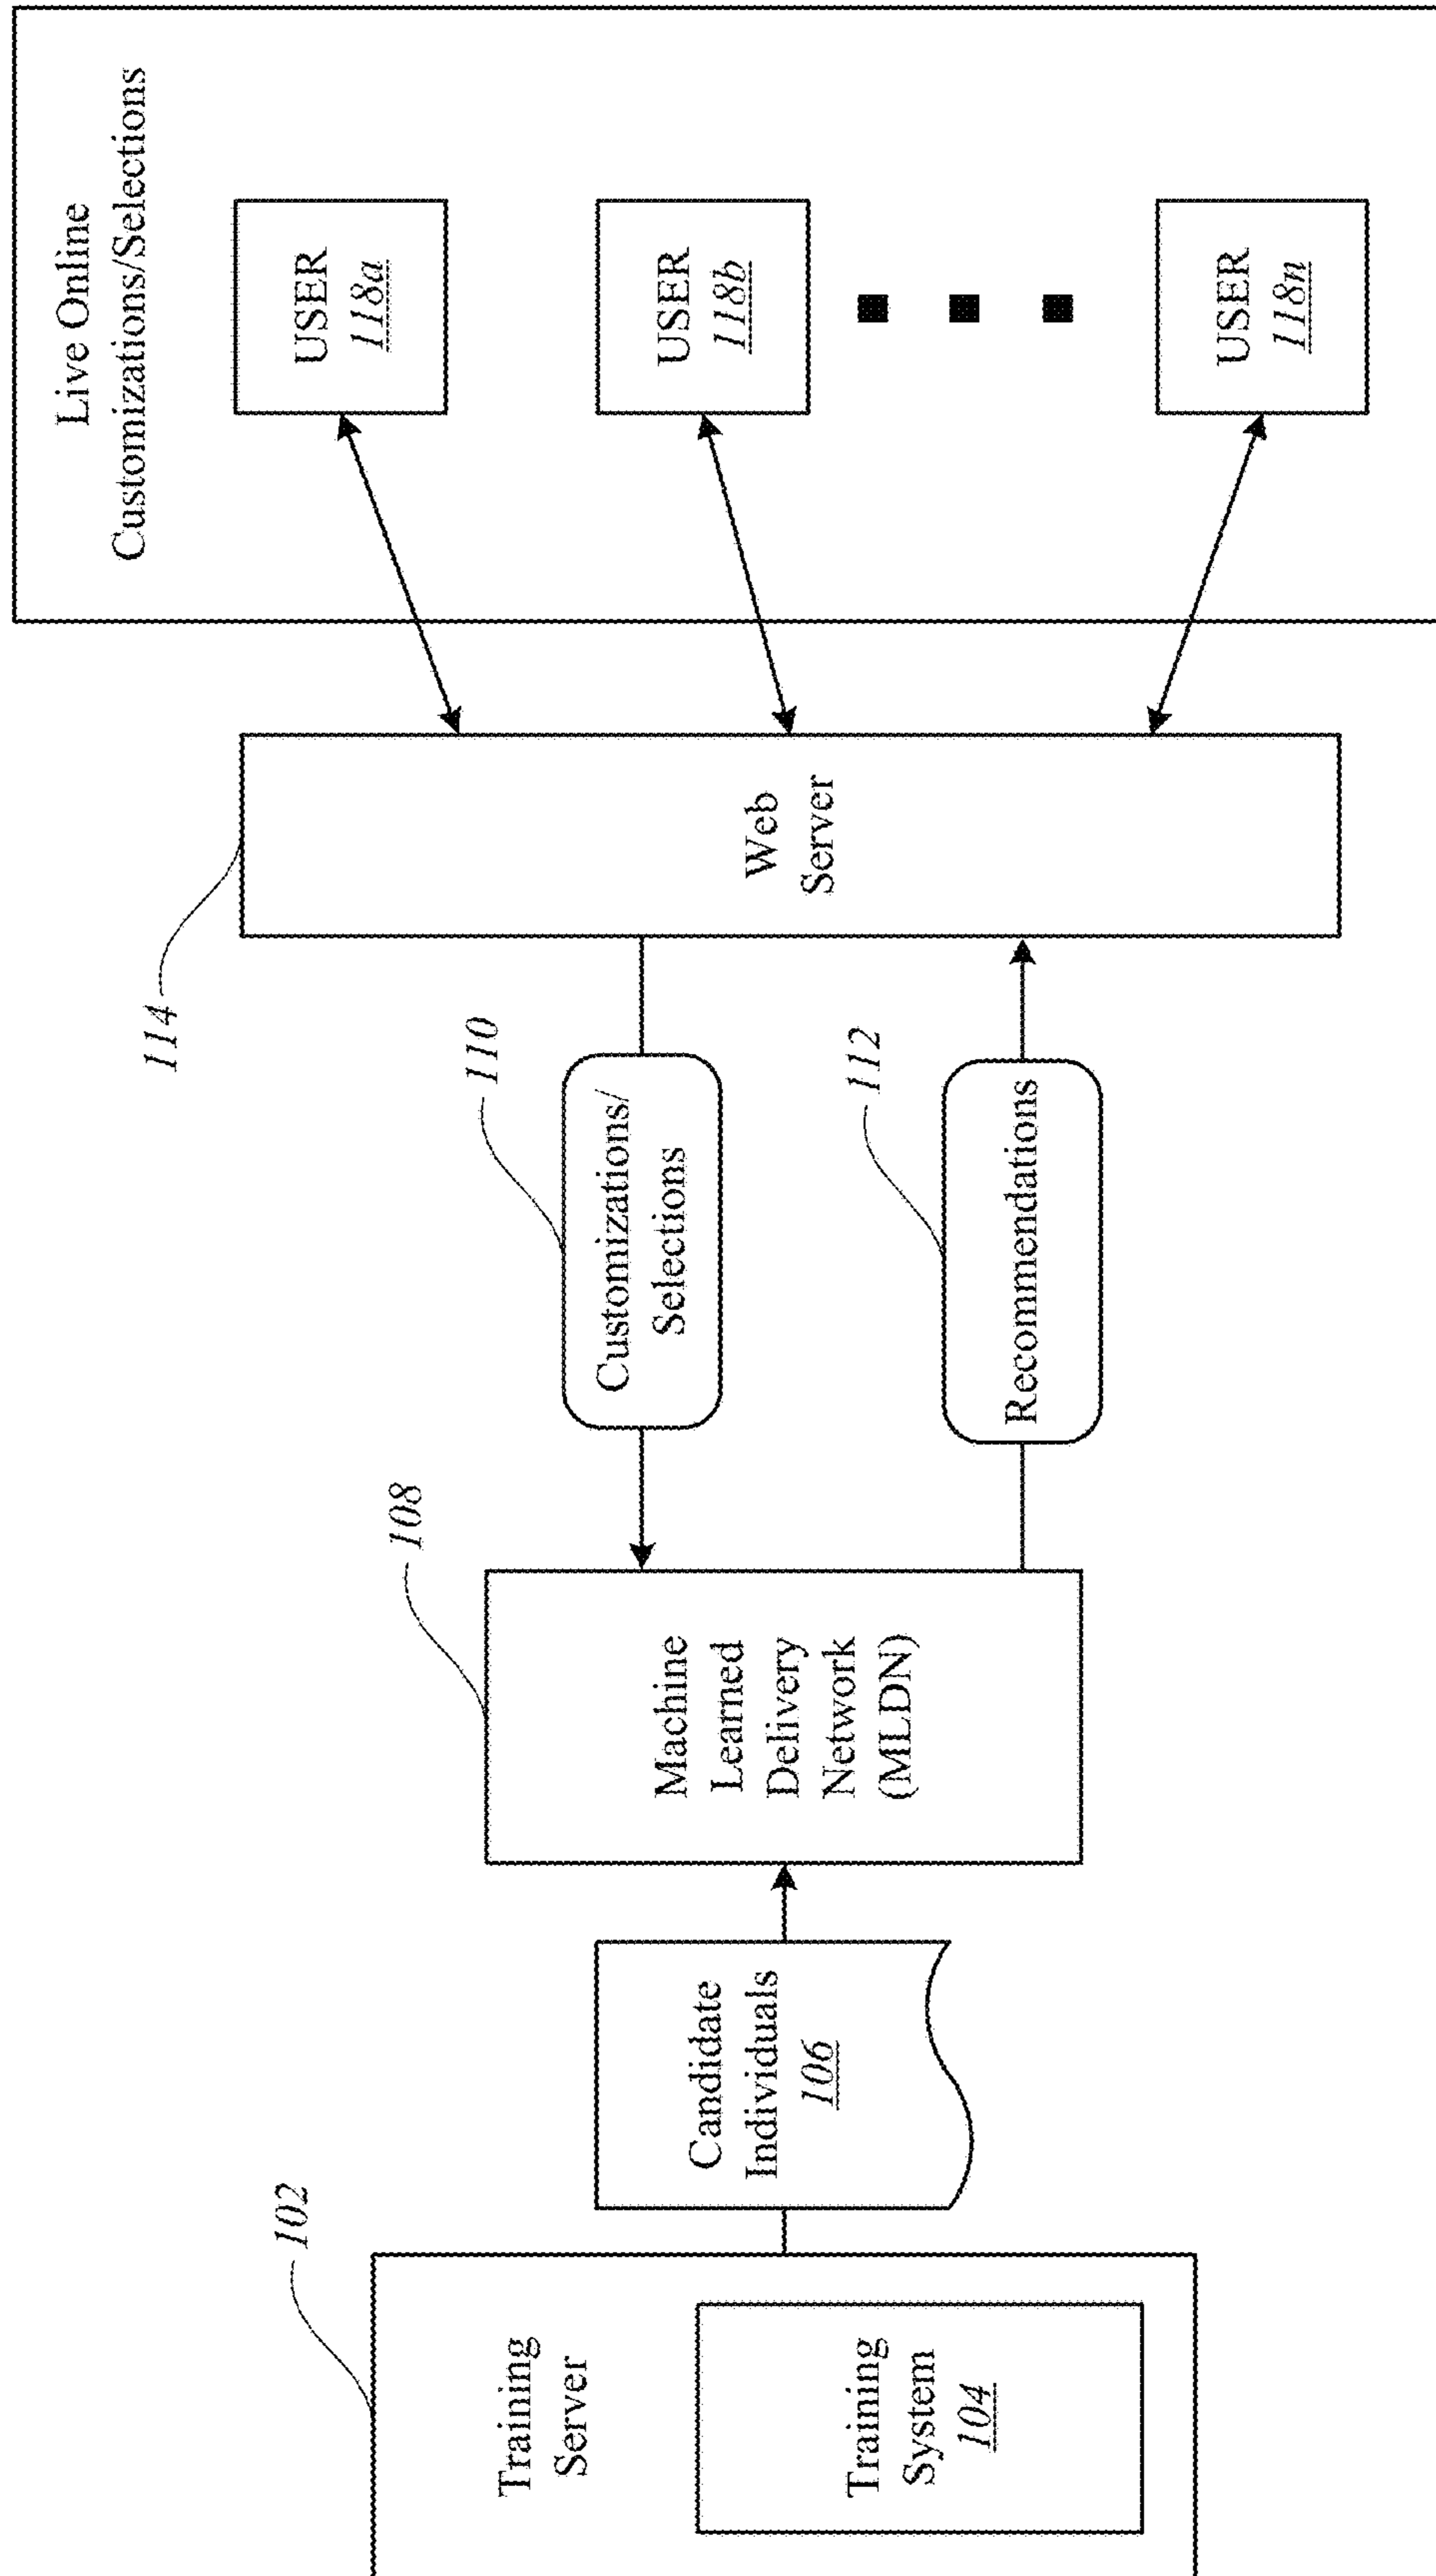 102
Training
Server
Training
System
104
Candidate
Individuals
106
108
Machine
Learned
Delivery
Network
(MLDN)
110
Customizations/
Selections
112
Recommendations
114
Web
Server
Live Online
Customizations/Selections
USER
118a
USER
118b
USER
118n